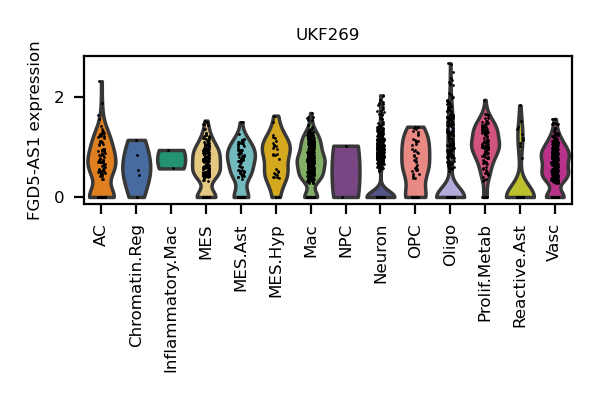 UKF269
FGD5-AS1 expression
2
0
AC
Chromatin.Reg
Inflammatory.Mac
MES
MES.Ast
MES.Hyp
Mac
NPC
Neuron
OPC
Oligo
Prolif.Metab
Reactive.Ast
Vasc